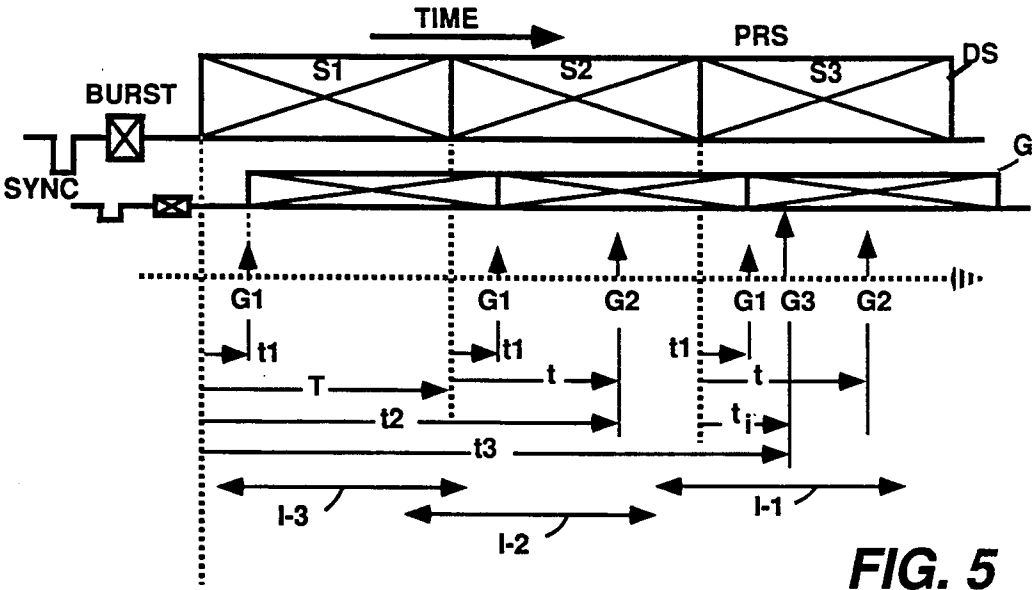 TIME
PRS
S1 S2 S3 DS
BURST
SYNC
G
G1 G1 G2 G1 G3 G2
t1 t1 t1
T t t
t2 ti
t3
I-3 I-2 I-1
FIG. 5